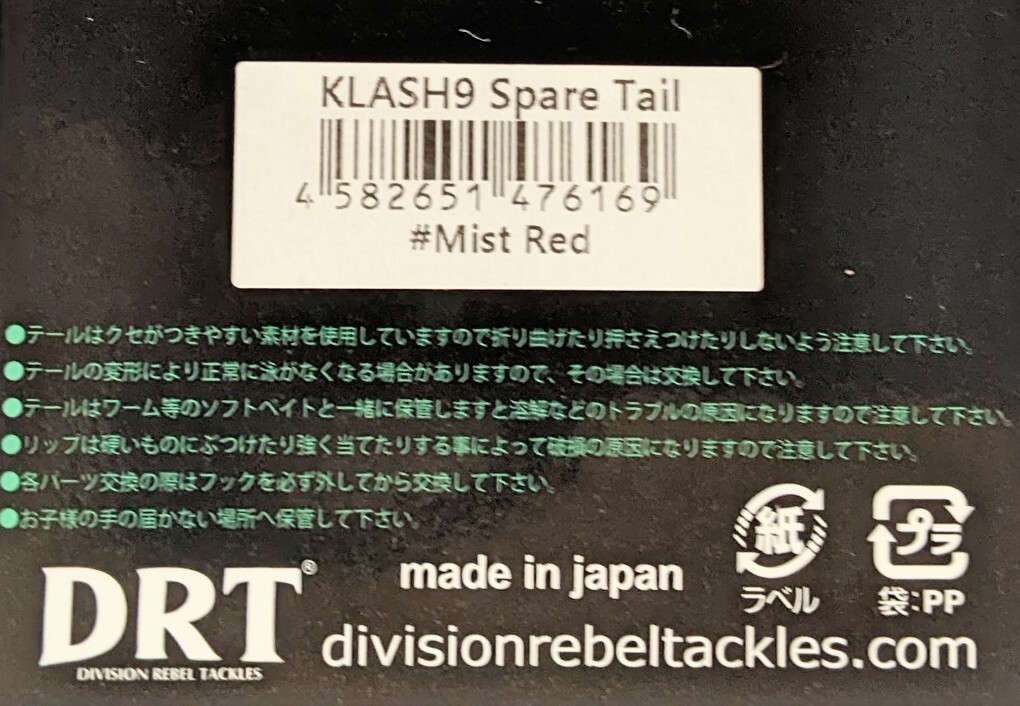 KLASH9 Spare Tail
4 582651 476169
#Mist Red
●テールはクセがつきやすい素材を使用していますので折り曲げたり押さえつけたりしないよう注意して下さい。
●テールの変形により正常に泳がなくなる場合がありますので、その場合は交換して下さい。
●テールはワーム等のソフトベイトと一緒に保管しますと溶解などのトラブルの原因になりますので注意して下さい。
●リップは硬いものにぶつけたり強く当てたりする事によって破損の原因になりますので注意して下さい。
●各パーツ交換の際はフックを必ず外してから交換して下さい。
●お子様の手の届かない場所へ保管して下さい。
紙 プラ
ラベル 袋:PP
DRT®
DIVISION REBEL TACKLES
made in japan
divisionrebeltackles.com